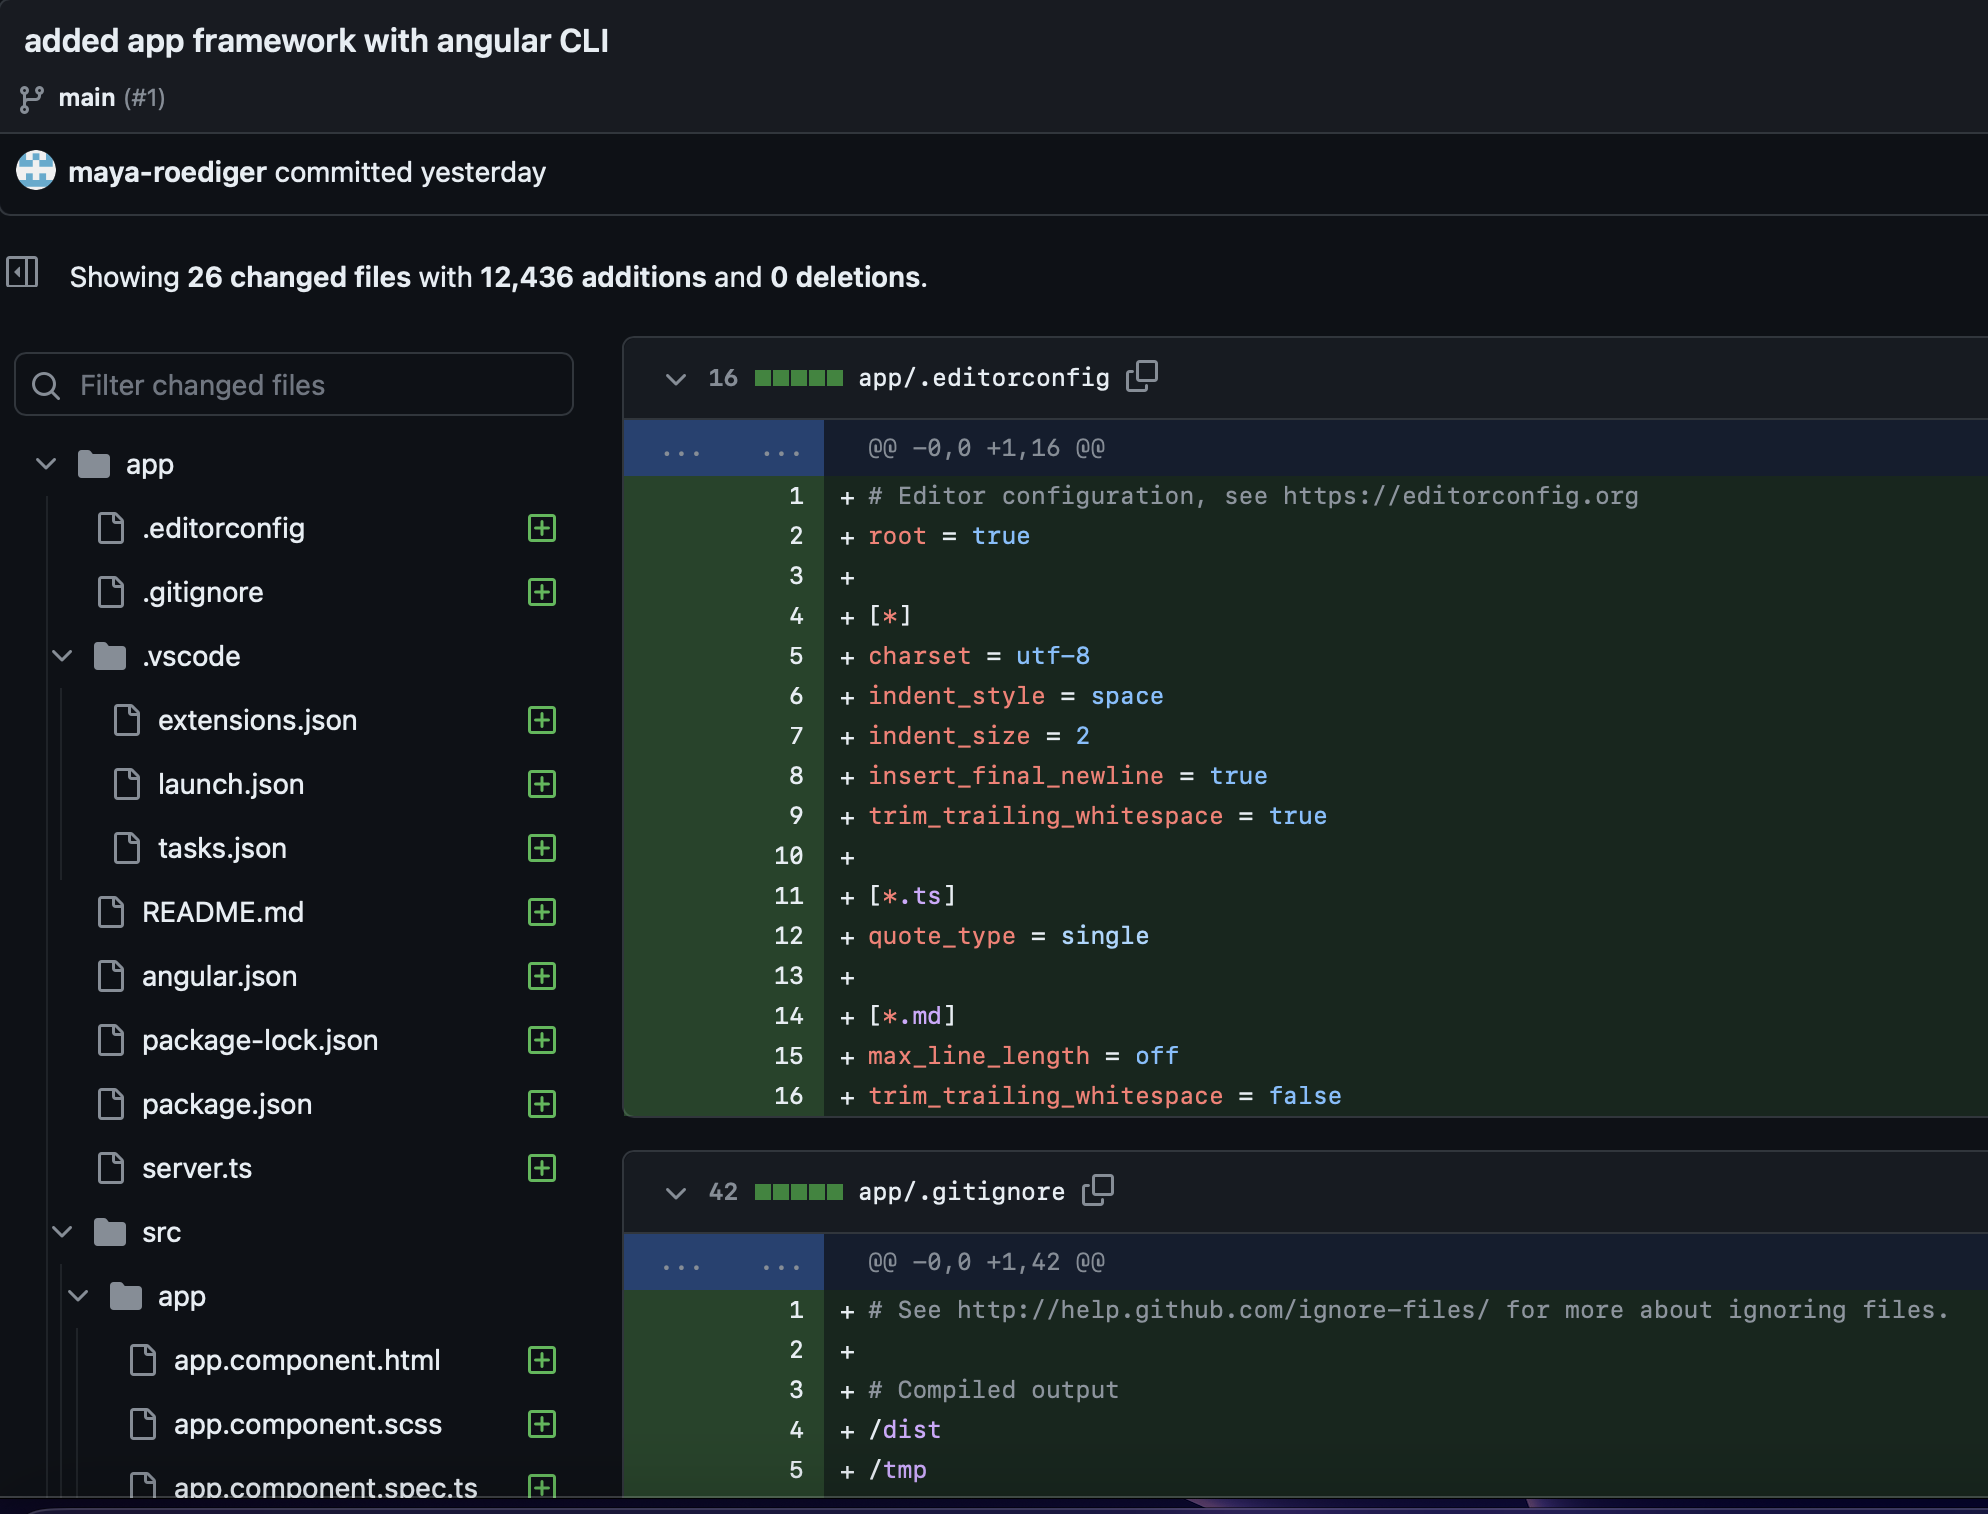 added app framework with angular CLI
main (#1)
maya-roediger committed yesterday
Showing 26 changed files with 12,436 additions and 0 deletions.
Filter changed files
app
.editorconfig
.gitignore
.vscode
extensions.json
launch.json
tasks.json
README.md
angular.json
package-lock.json
package.json
server.ts
src
app
app.component.html
app.component.scss
app.component.spec.ts
16 app/.editorconfig
... ... @@ -0,0 +1,16 @@
1 + # Editor configuration, see https://editorconfig.org
2 + root = true
3 +
4 + [*]
5 + charset = utf-8
6 + indent_style = space
7 + indent_size = 2
8 + insert_final_newline = true
9 + trim_trailing_whitespace = true
10 +
11 + [*.ts]
12 + quote_type = single
13 +
14 + [*.md]
15 + max_line_length = off
16 + trim_trailing_whitespace = false
42 app/.gitignore
... ... @@ -0,0 +1,42 @@
1 + # See http://help.github.com/ignore-files/ for more about ignoring files.
2 +
3 + # Compiled output
4 + /dist
5 + /tmp